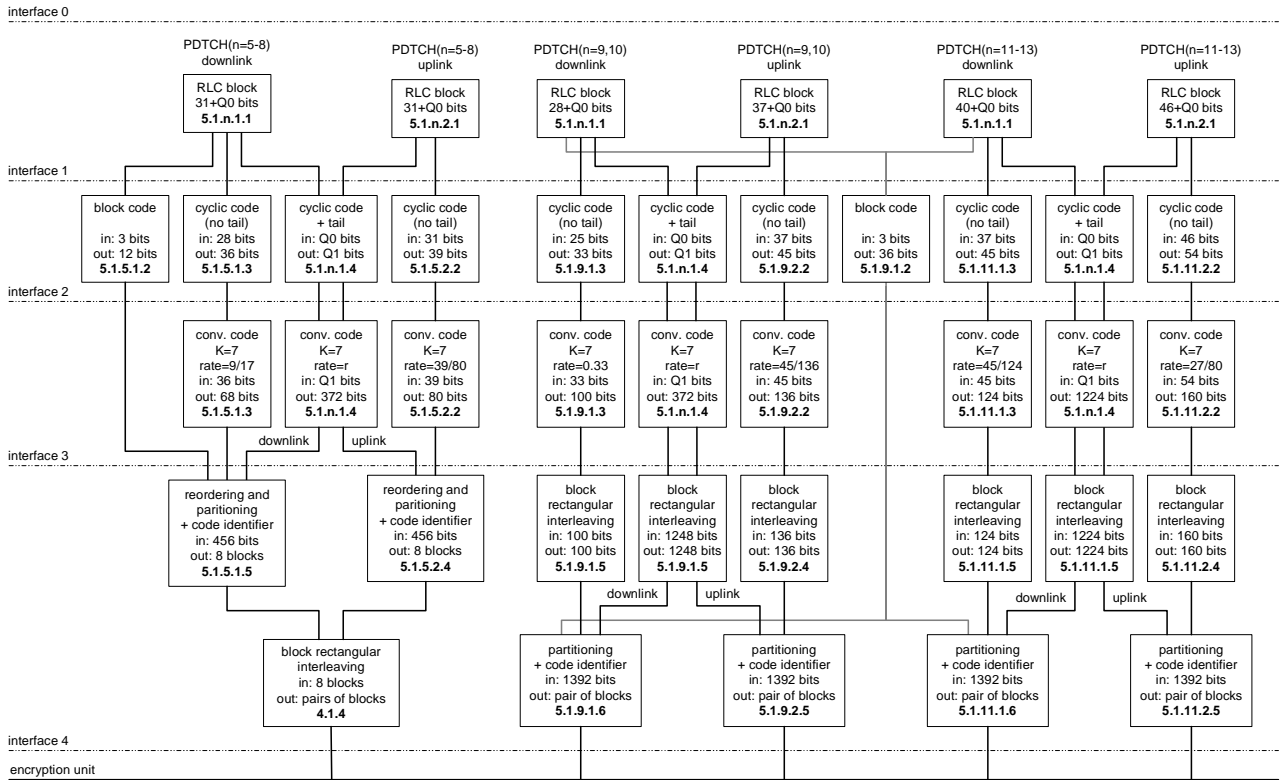 interface 0
PDTCH(n=5-8)
downlink
PDTCH(n=5-8)
uplink
PDTCH(n=9,10)
downlink
PDTCH(n=9,10)
uplink
PDTCH(n=11-13)
downlink
PDTCH(n=11-13)
uplink
RLC block
31+Q0 bits
5.1.n.1.1
RLC block
31+Q0 bits
5.1.n.2.1
RLC block
28+Q0 bits
5.1.n.1.1
RLC block
37+Q0 bits
5.1.n.2.1
RLC block
40+Q0 bits
5.1.n.1.1
RLC block
46+Q0 bits
5.1.n.2.1
interface 1
block code
in: 3 bits
out: 12 bits
5.1.5.1.2
cyclic code
(no tail)
in: 28 bits
out: 36 bits
5.1.5.1.3
cyclic code
+ tail
in: Q0 bits
out: Q1 bits
5.1.n.1.4
cyclic code
(no tail)
in: 31 bits
out: 39 bits
5.1.5.2.2
cyclic code
(no tail)
in: 25 bits
out: 33 bits
5.1.9.1.3
cyclic code
+ tail
in: Q0 bits
out: Q1 bits
5.1.n.1.4
cyclic code
(no tail)
in: 37 bits
out: 45 bits
5.1.9.2.2
block code
in: 3 bits
out: 36 bits
5.1.9.1.2
cyclic code
(no tail)
in: 37 bits
out: 45 bits
5.1.11.1.3
cyclic code
+ tail
in: Q0 bits
out: Q1 bits
5.1.n.1.4
cyclic code
(no tail)
in: 46 bits
out: 54 bits
5.1.11.2.2
interface 2
conv. code
K=7
rate=9/17
in: 36 bits
out: 68 bits
5.1.5.1.3
conv. code
K=7
rate=r
in: Q1 bits
out: 372 bits
5.1.n.1.4
conv. code
K=7
rate=39/80
in: 39 bits
out: 80 bits
5.1.5.2.2
conv. code
K=7
rate=0.33
in: 33 bits
out: 100 bits
5.1.9.1.3
conv. code
K=7
rate=r
in: Q1 bits
out: 372 bits
5.1.n.1.4
conv. code
K=7
rate=45/136
in: 45 bits
out: 136 bits
5.1.9.2.2
conv. code
K=7
rate=45/124
in: 45 bits
out: 124 bits
5.1.11.1.3
conv. code
K=7
rate=r
in: Q1 bits
out: 1224 bits
5.1.n.1.4
conv. code
K=7
rate=27/80
in: 54 bits
out: 160 bits
5.1.11.2.2
downlink
uplink
interface 3
reordering and
partitioning
+ code identifier
in: 456 bits
out: 8 blocks
5.1.5.1.5
reordering and
partitioning
+ code identifier
in: 456 bits
out: 8 blocks
5.1.5.2.4
block
rectangular
interleaving
in: 100 bits
out: 100 bits
5.1.9.1.5
block
rectangular
interleaving
in: 1248 bits
out: 1248 bits
5.1.9.1.5
block
rectangular
interleaving
in: 136 bits
out: 136 bits
5.1.9.2.4
block
rectangular
interleaving
in: 124 bits
out: 124 bits
5.1.11.1.5
block
rectangular
interleaving
in: 1224 bits
out: 1224 bits
5.1.11.1.5
block
rectangular
interleaving
in: 160 bits
out: 160 bits
5.1.11.2.4
downlink
uplink
downlink
uplink
block rectangular
interleaving
in: 8 blocks
out: pairs of blocks
4.1.4
partitioning
+ code identifier
in: 1392 bits
out: pair of blocks
5.1.9.1.6
partitioning
+ code identifier
in: 1392 bits
out: pair of blocks
5.1.9.2.5
partitioning
+ code identifier
in: 1392 bits
out: pair of blocks
5.1.11.1.6
partitioning
+ code identifier
in: 1392 bits
out: pair of blocks
5.1.11.2.5
interface 4
encryption unit